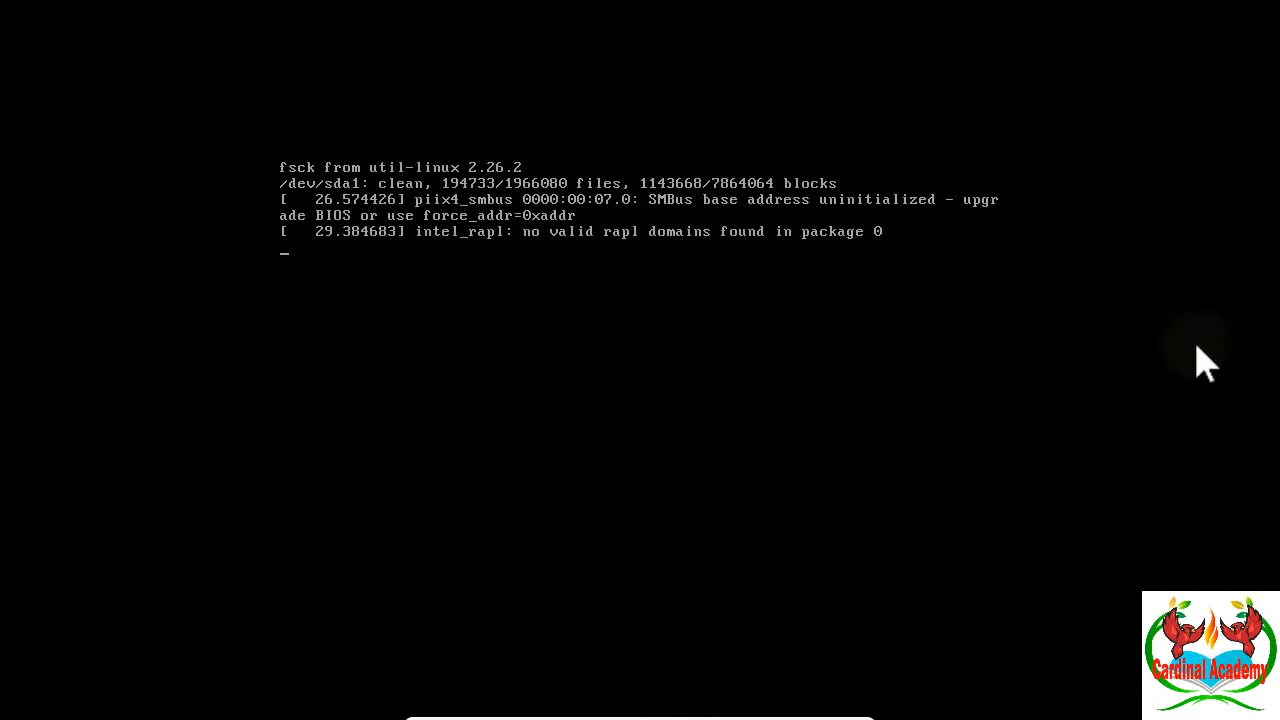 fsck from util-linux 2.26.2
/dev/sda1: clean, 194733/1966080 files, 1143668/7864064 blocks
[   26.574426] piix4_smbus 0000:00:07.0: SMBus base address uninitialized - upgr
ade BIOS or use force_addr=0xaddr
[   29.384683] intel_rapl: no valid rapl domains found in package 0
Cardinal Academy